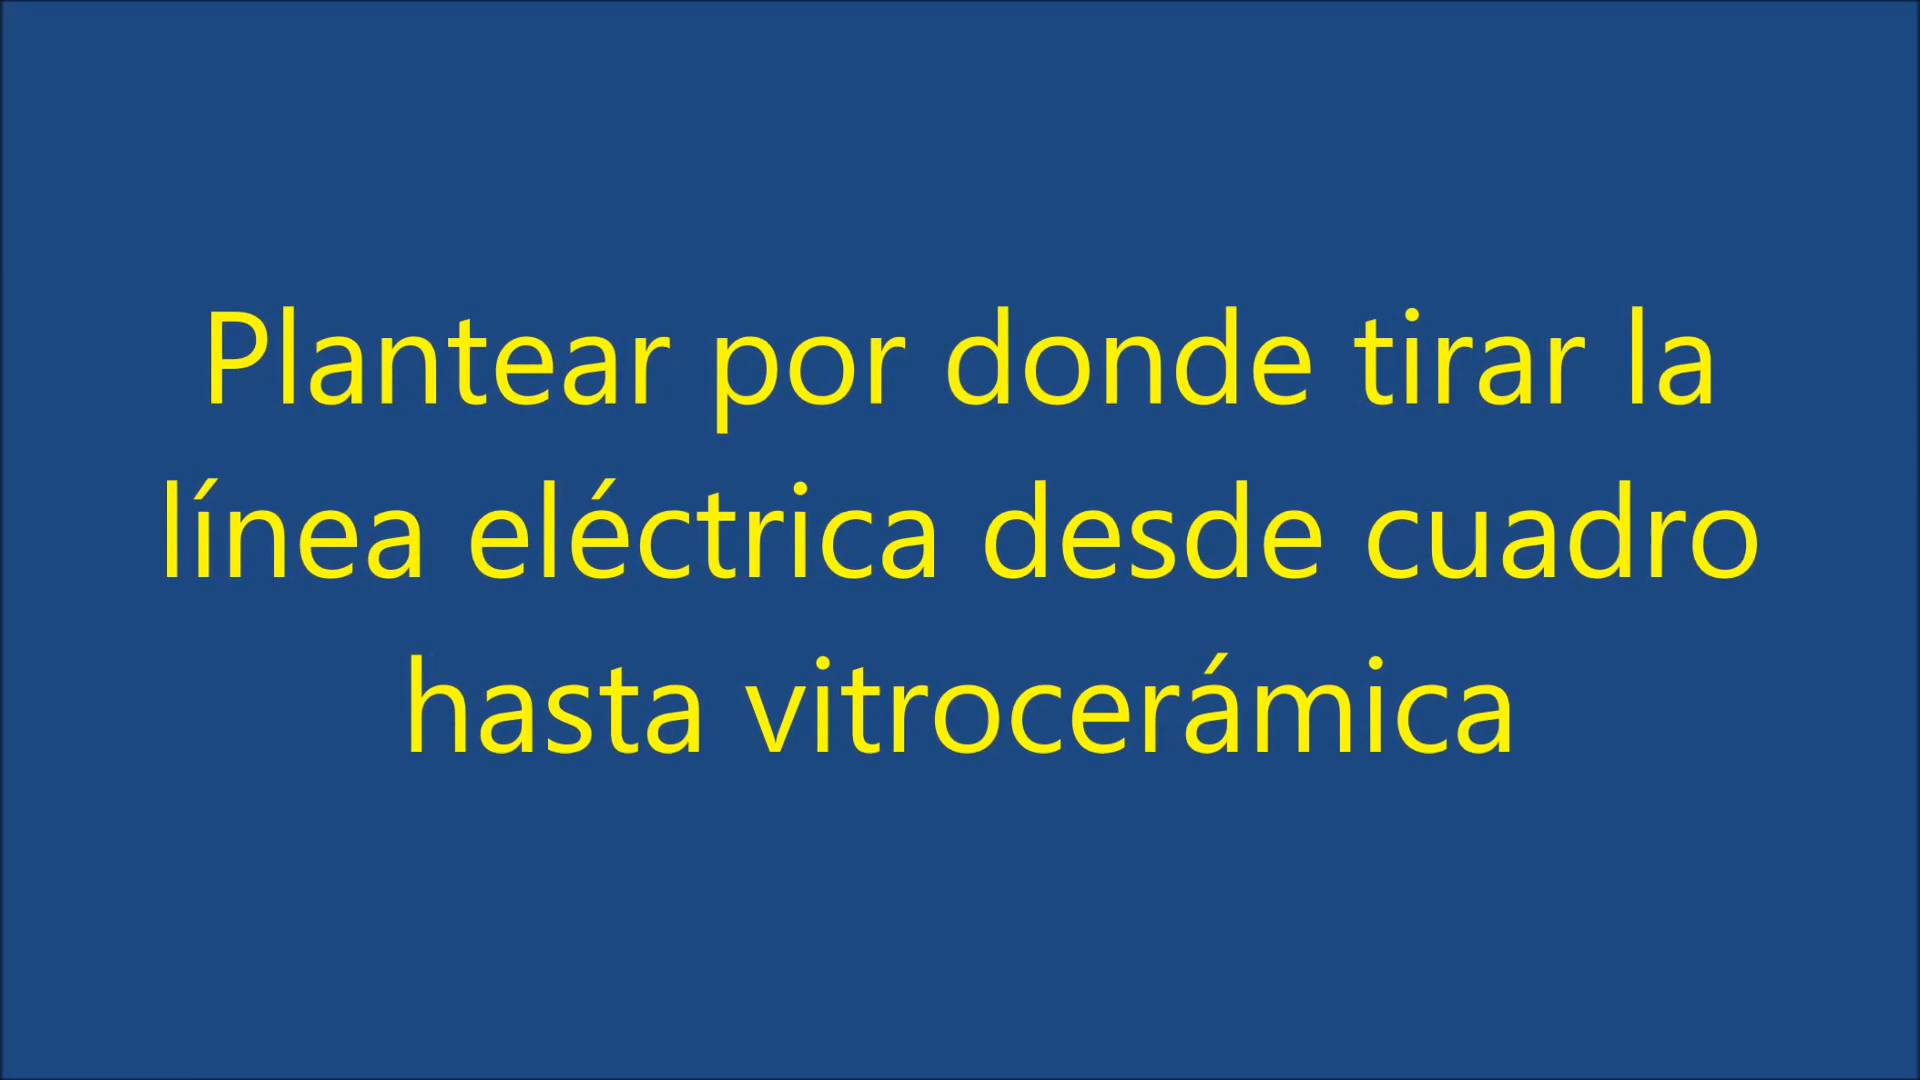 Plantear por donde tirar la
línea eléctrica desde cuadro
hasta vitrocerámica